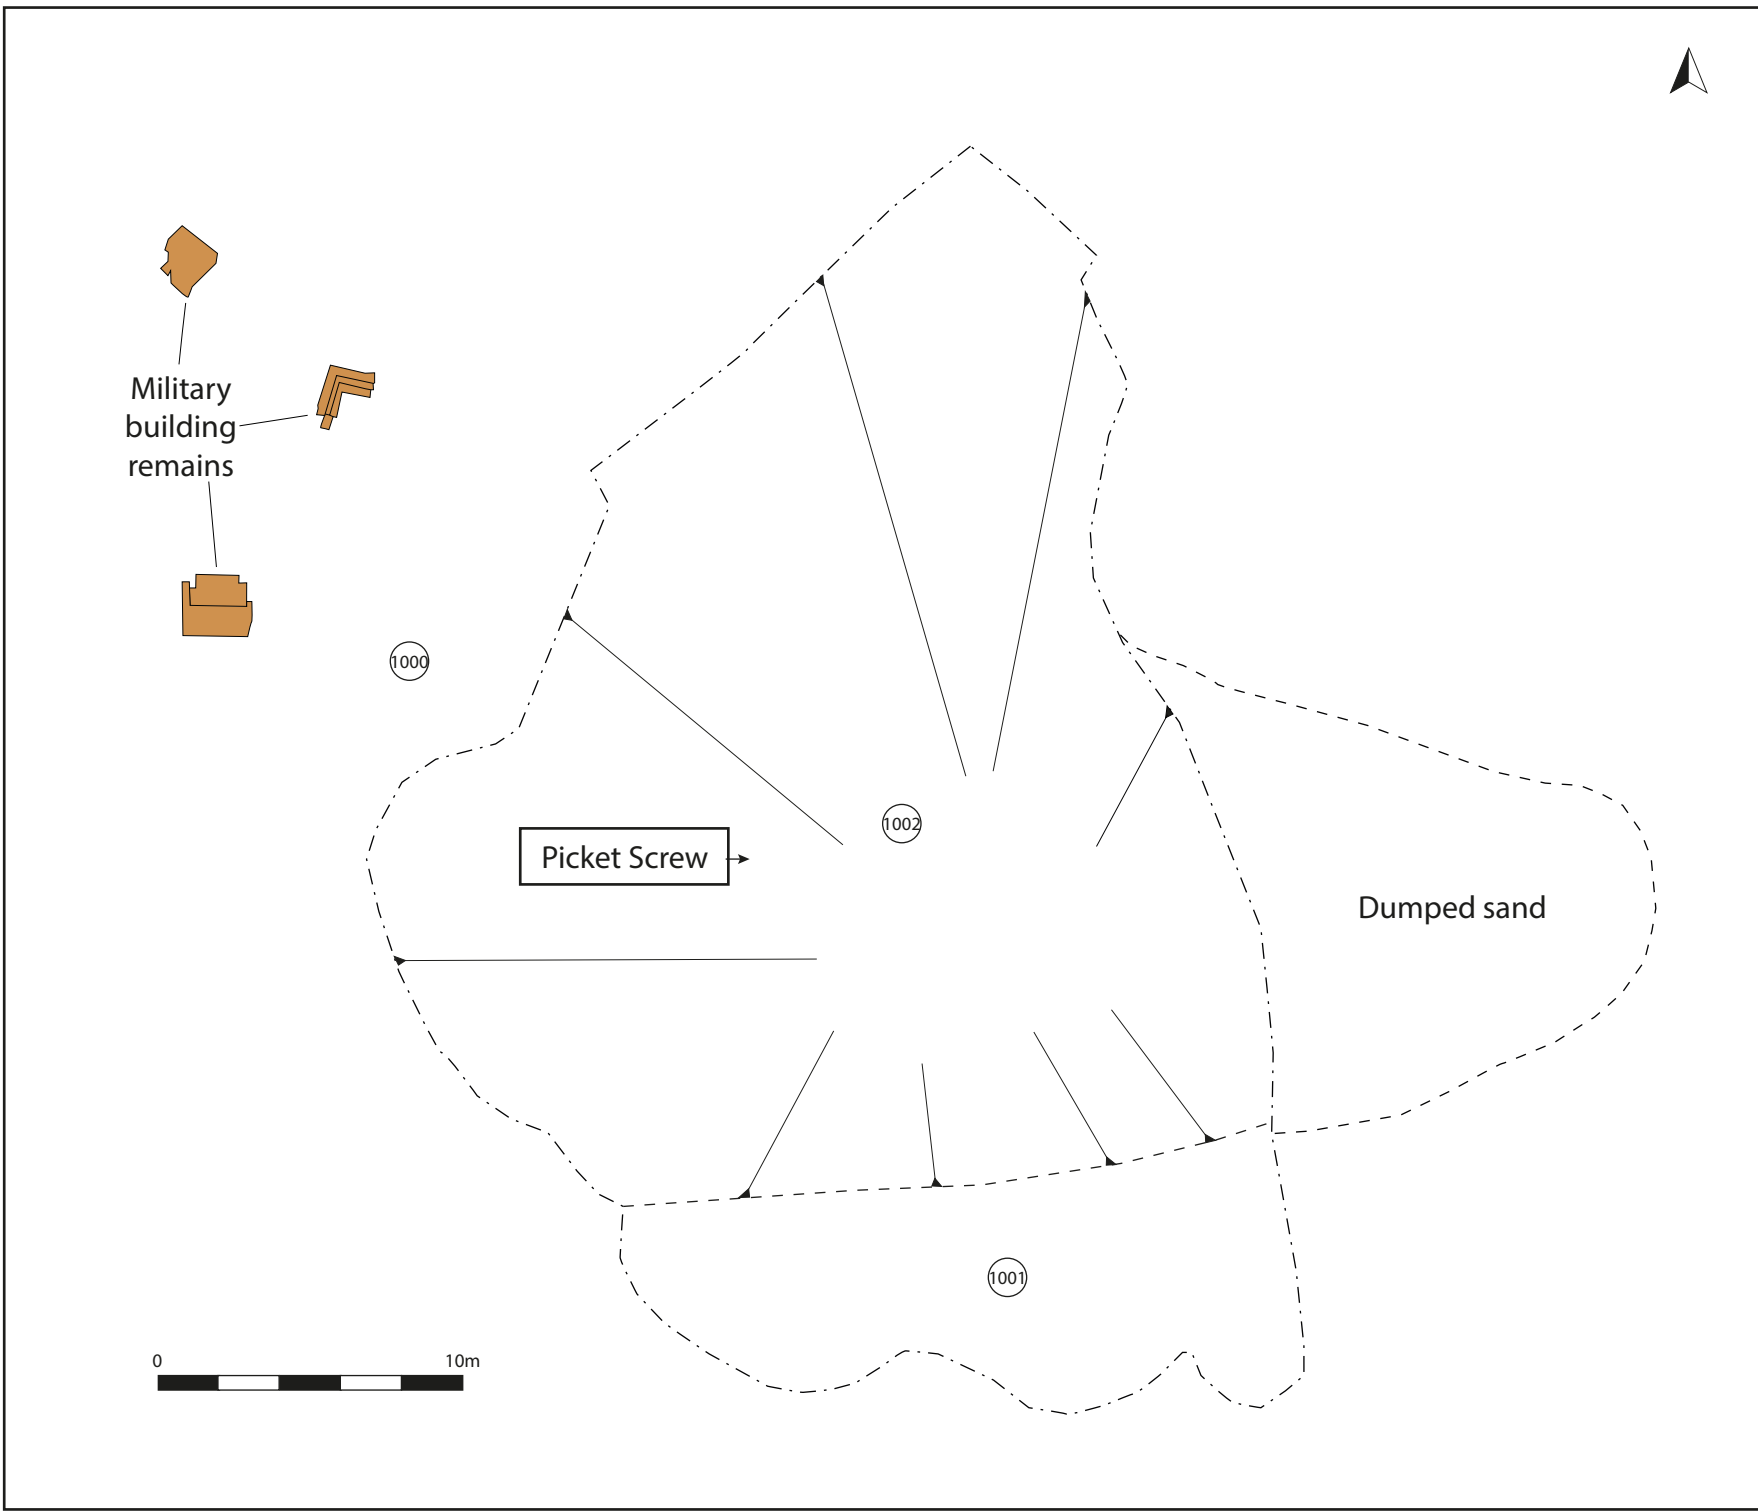 Military
building
remains
1000
1002
Picket Screw
Dumped sand
1001
0 10m